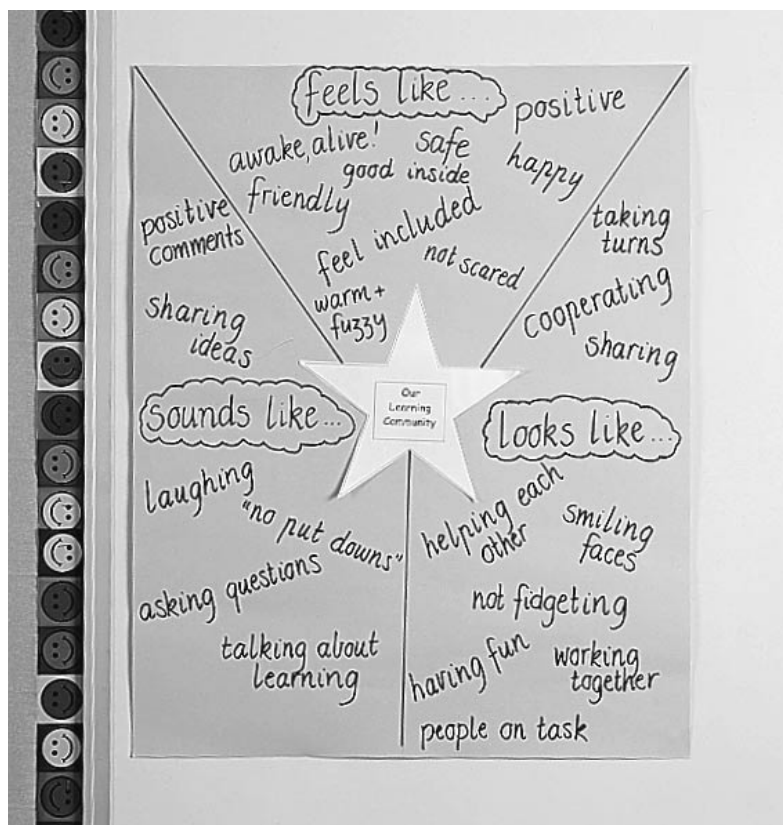 feels like...
positive
awake, alive!
safe
good inside
happy
friendly
feel included
not scared
warm +
fuzzy
positive
comments
sharing
ideas
sounds like...
laughing
"no put downs"
asking questions
talking about
learning
Our
Learning
Community
taking
turns
cooperating
sharing
looks like...
helping each
other
smiling
faces
not fidgeting
having fun
working
together
people on task